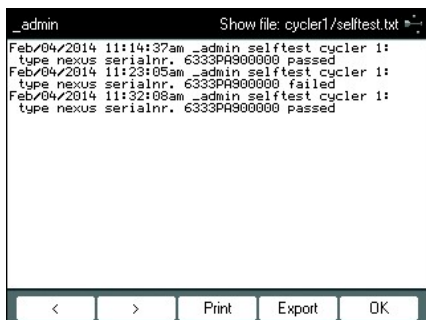 _admin Show file: cycler1/selftest.txt
Feb/04/2014 11:14:37am _admin selftest cycler 1:
type nexus serialnr. 6333PA900000 passed
Feb/04/2014 11:23:05am _admin selftest cycler 1:
type nexus serialnr. 6333PA900000 failed
Feb/04/2014 11:32:08am _admin selftest cycler 1:
type nexus serialnr. 6333PA900000 passed
< > Print Export OK